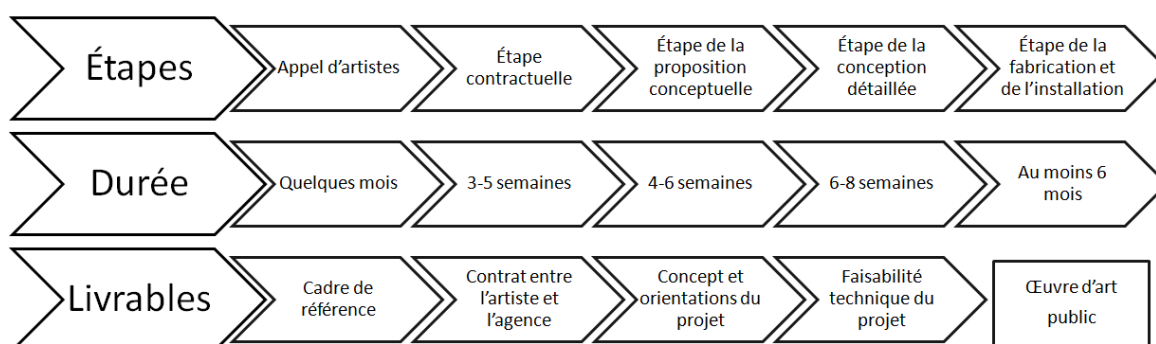 Étapes
Appel d'artistes
Étape
contractuelle
Étape de la
proposition
conceptuelle
Étape de la
conception
détaillée
Étape de la
fabrication et
de l'installation
Durée
Quelques mois
3-5 semaines
4-6 semaines
6-8 semaines
Au moins 6
mois
Livrables
Cadre de
référence
Contrat entre
l'artiste et
l'agence
Concept et
orientations du
projet
Faisabilité
technique du
projet
Œuvre d'art
public